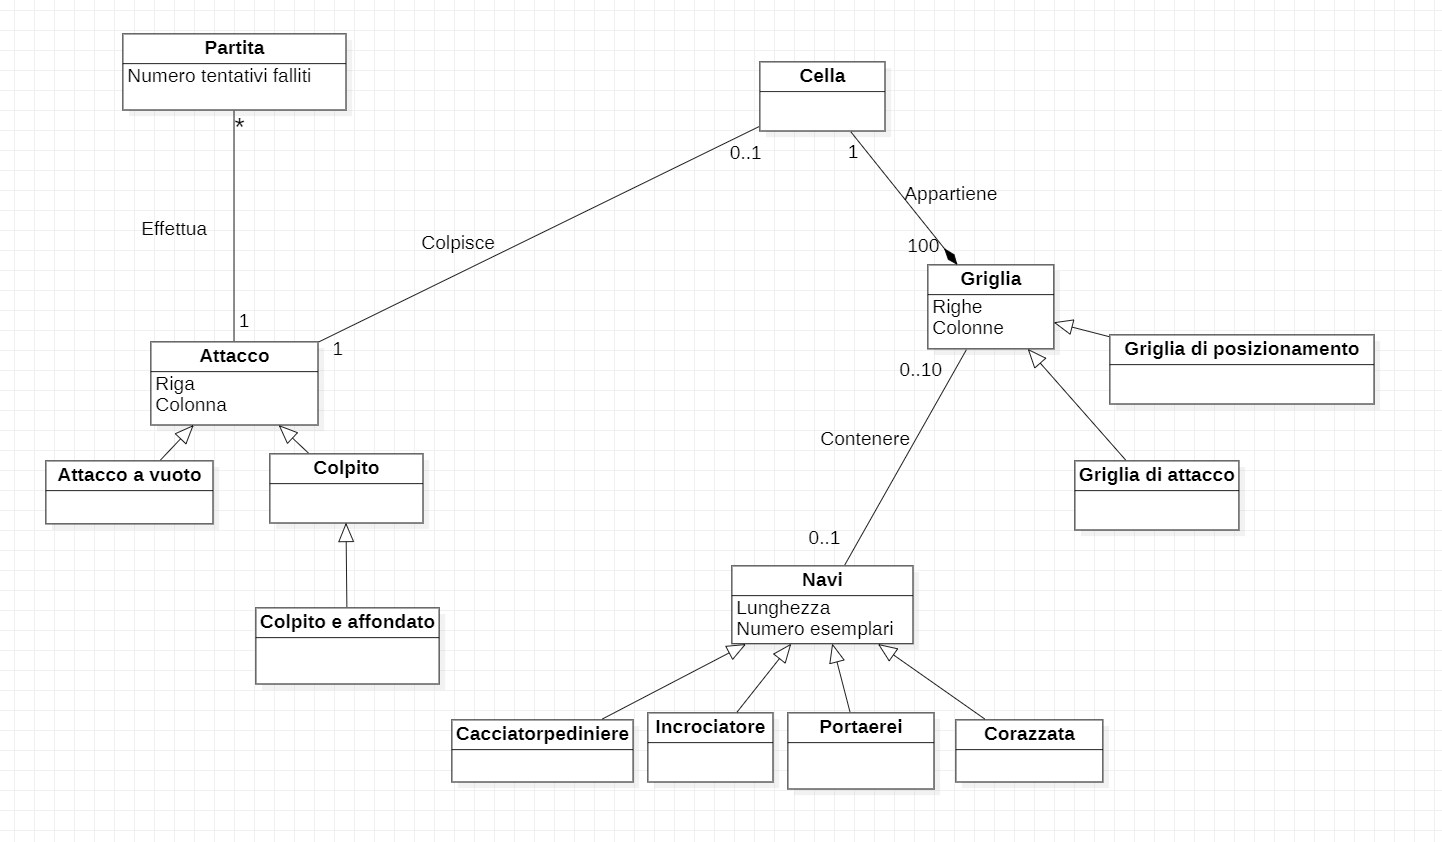 Partita
Numero tentativi falliti
*
Effettua
1
Cella
0..1
1
Appartiene
Colpisce
100
1
Griglia
Righe
Colonne
Griglia di posizionamento
Attacco
Riga
Colonna
0..10
Contenere
Attacco a vuoto
Colpito
Griglia di attacco
0..1
Colpito e affondato
Navi
Lunghezza
Numero esemplari
Cacciatorpediniere
Incrociatore
Portaerei
Corazzata